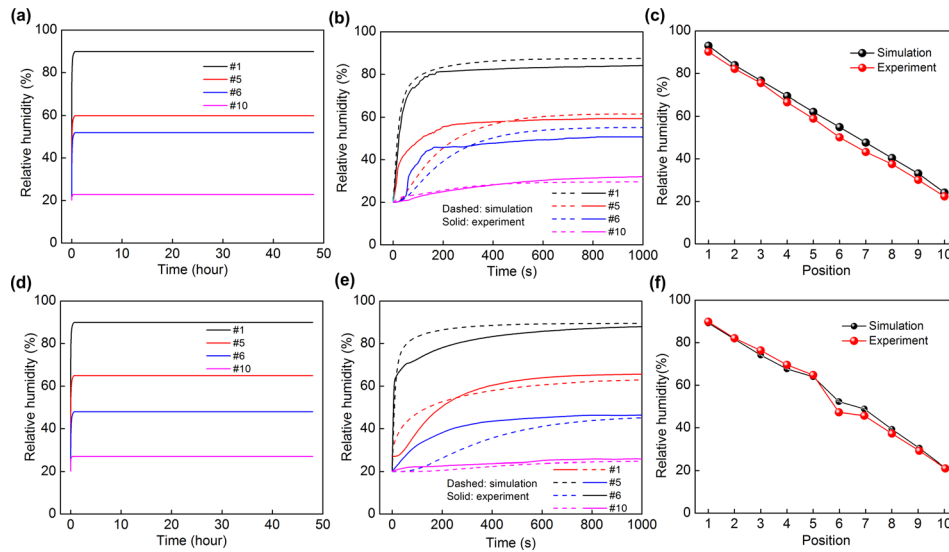 (a)
100
80
60
40
20
0
Relative humidity (%)
0 10 20 30 40 50
Time (hour)
#1
#5
#6
#10
(b)
100
80
60
40
20
0
Relative humidity (%)
0 200 400 600 800 1000
Time (s)
Dashed: simulation
Solid: experiment
#1
#5
#6
#10
(c)
100
80
60
40
20
0
Relative humidity (%)
1 2 3 4 5 6 7 8 9 10
Position
Simulation
Experiment
(d)
100
80
60
40
20
0
Relative humidity (%)
0 10 20 30 40 50
Time (hour)
#1
#5
#6
#10
(e)
100
80
60
40
20
0
Relative humidity (%)
0 200 400 600 800 1000
Time (s)
Dashed: simulation
Solid: experiment
#1
#5
#6
#10
(f)
100
80
60
40
20
0
Relative humidity (%)
1 2 3 4 5 6 7 8 9 10
Position
Simulation
Experiment